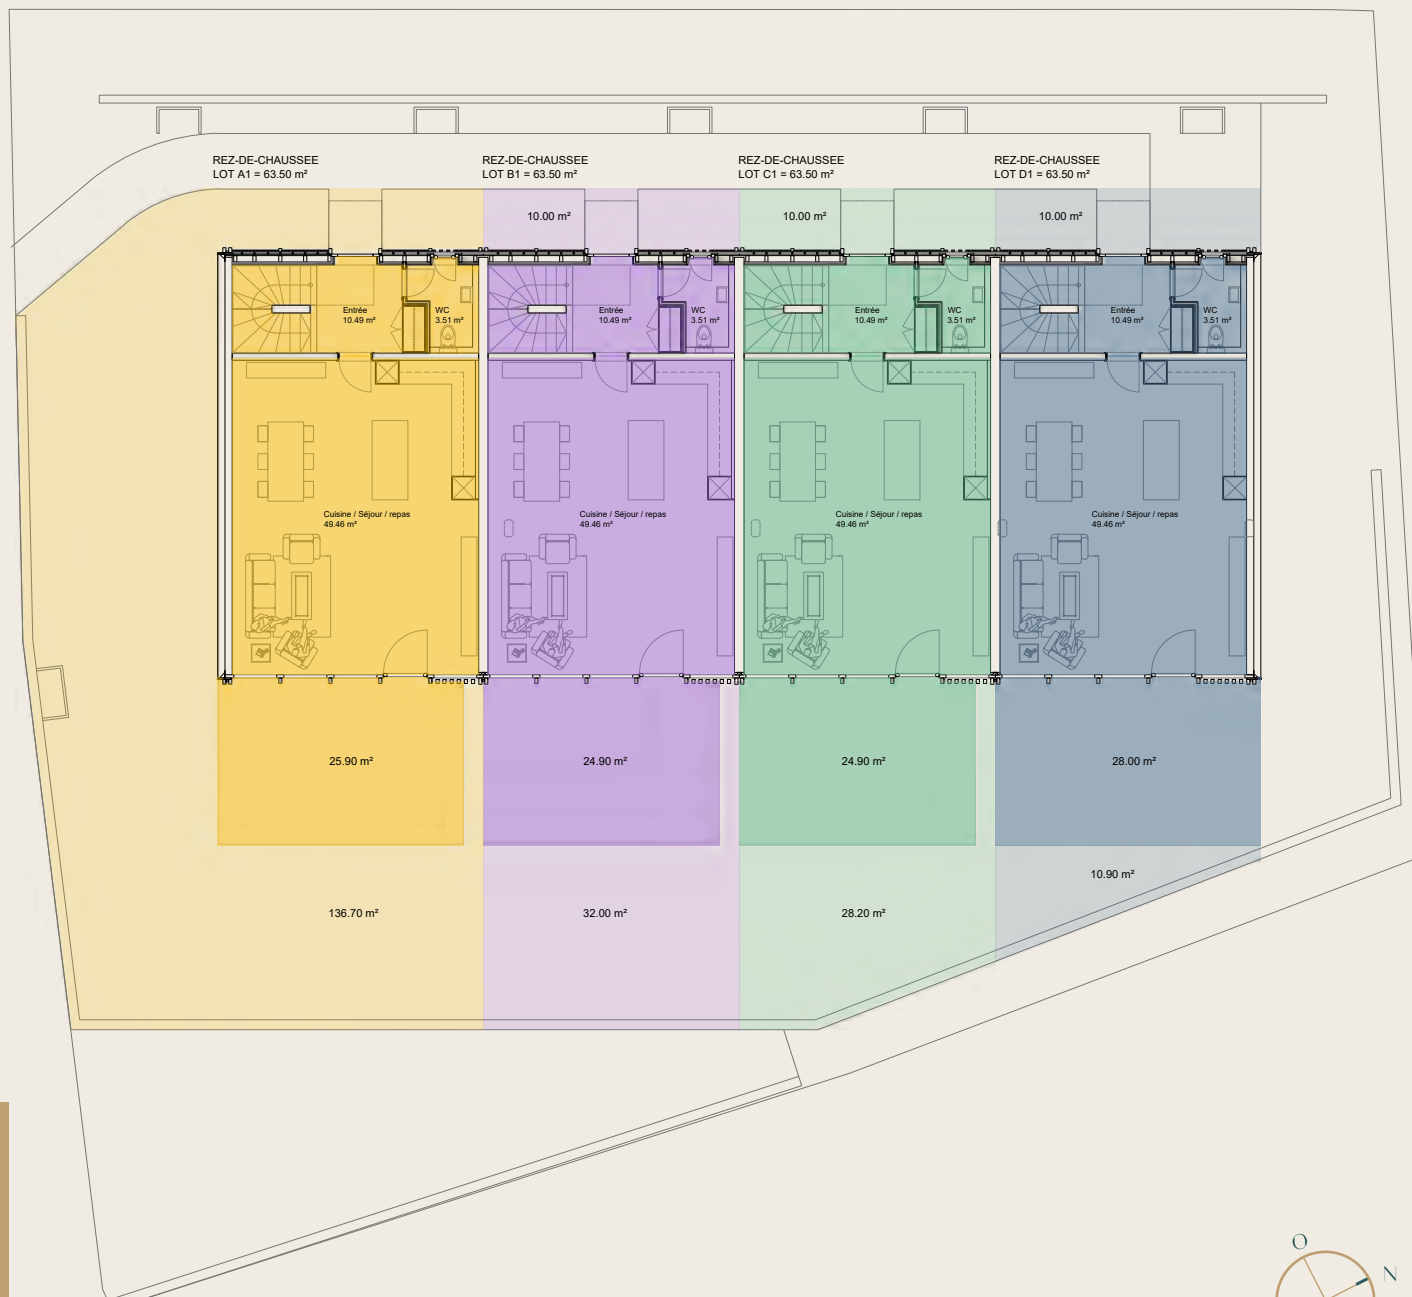 REZ-DE-CHAUSSEE
LOT A1 = 63.50 m²
REZ-DE-CHAUSSEE
LOT B1 = 63.50 m²
REZ-DE-CHAUSSEE
LOT C1 = 63.50 m²
REZ-DE-CHAUSSEE
LOT D1 = 63.50 m²
10.00 m²
10.00 m²
10.00 m²
Entrée
10.49 m²
WC
3.51 m²
Entrée
10.49 m²
WC
3.51 m²
Entrée
10.49 m²
WC
3.51 m²
Entrée
10.49 m²
WC
3.51 m²
Cuisine / Séjour / repas
49.46 m²
Cuisine / Séjour / repas
49.46 m²
Cuisine / Séjour / repas
49.46 m²
Cuisine / Séjour / repas
49.46 m²
25.90 m²
24.90 m²
24.90 m²
28.00 m²
10.90 m²
136.70 m²
32.00 m²
28.20 m²
O
N